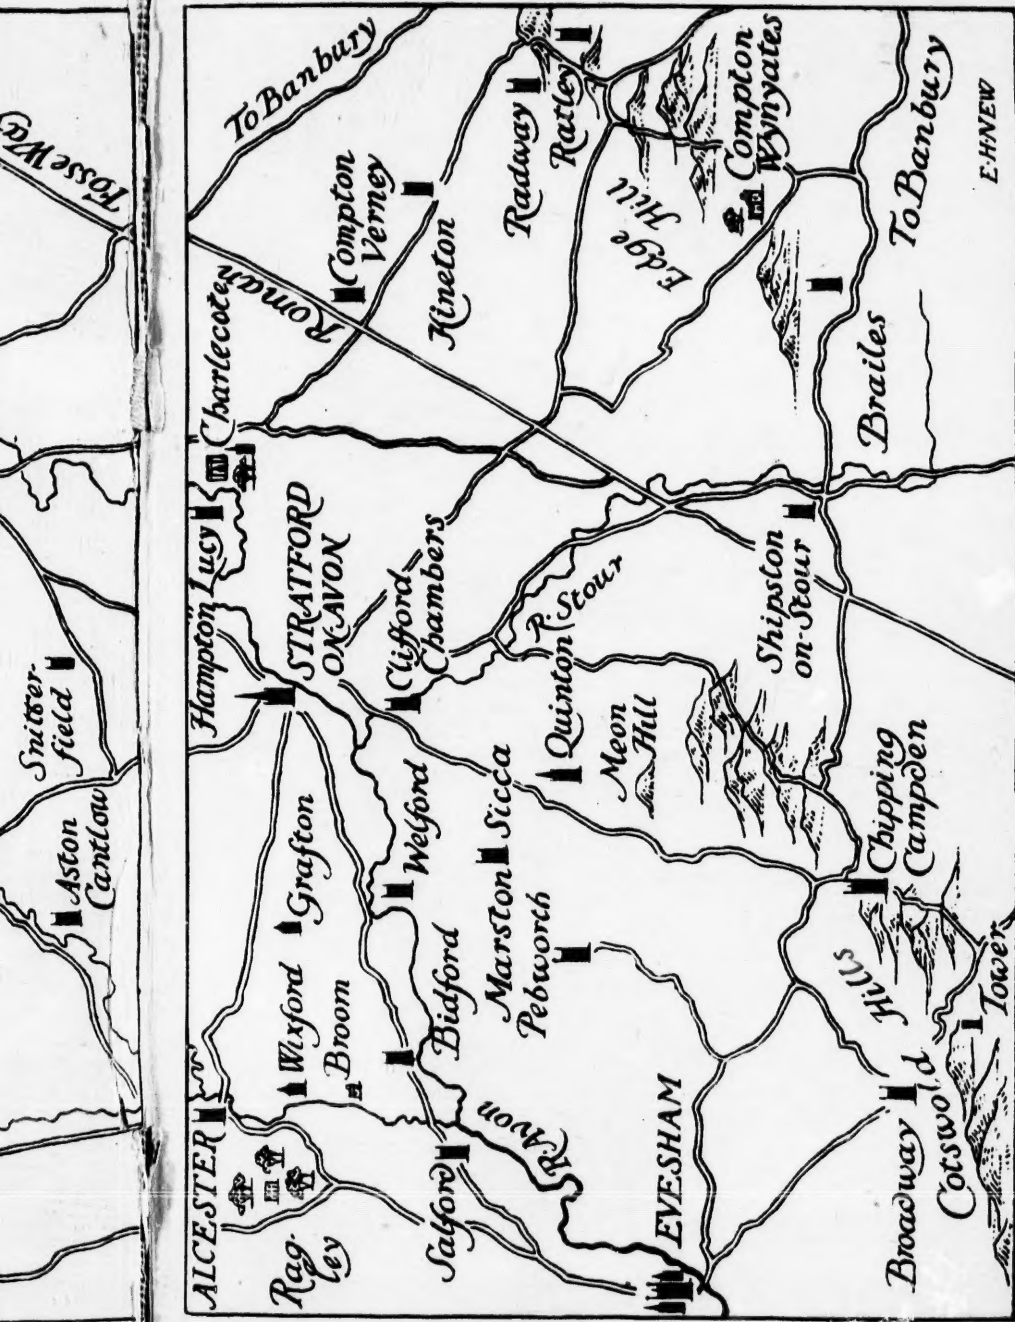 Snitter-
field
Aston
Cantlow
Fosse Way
To Banbury
Roman
Charlecote
Hampton Lucy
Compton
Verney
Kineton
Radway
Ratley
Edge
Hill
Compton
Wynyates
To Banbury
E·H·NEW
Brailes
STRATFORD
ON AVON
Clifford
Chambers
R. Stour
Shipston
on-Stour
Quinton
Meon
Hill
Chipping
Campden
ALCESTER
Rag-
ley
Wixford
Grafton
Broom
Welford
Bidford
Salford
Marston Sicca
Pebworth
R. Avon
EVESHAM
Broadway
Cotswold
Hills
Tower